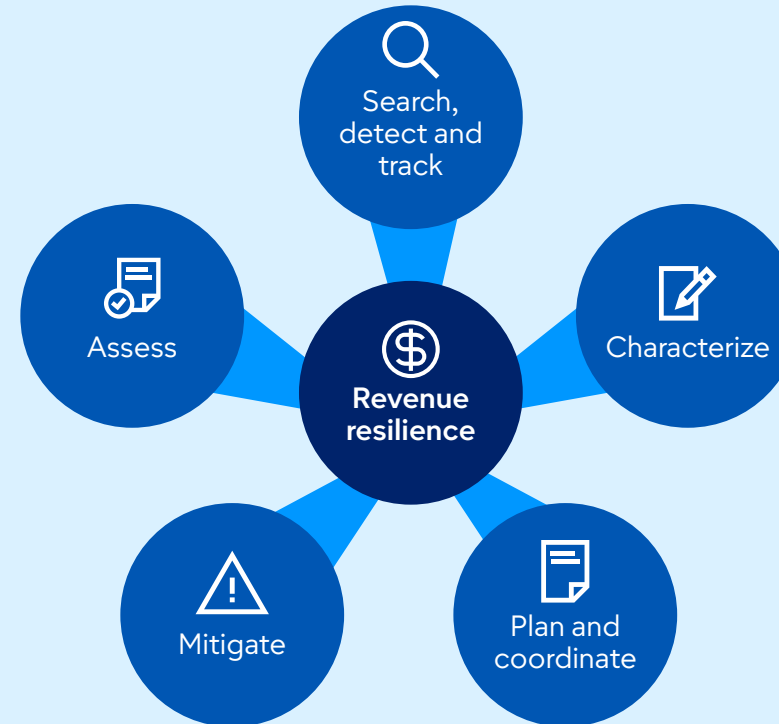 Search,
detect and
track
Assess
Characterize
Revenue
resilience
Mitigate
Plan and
coordinate